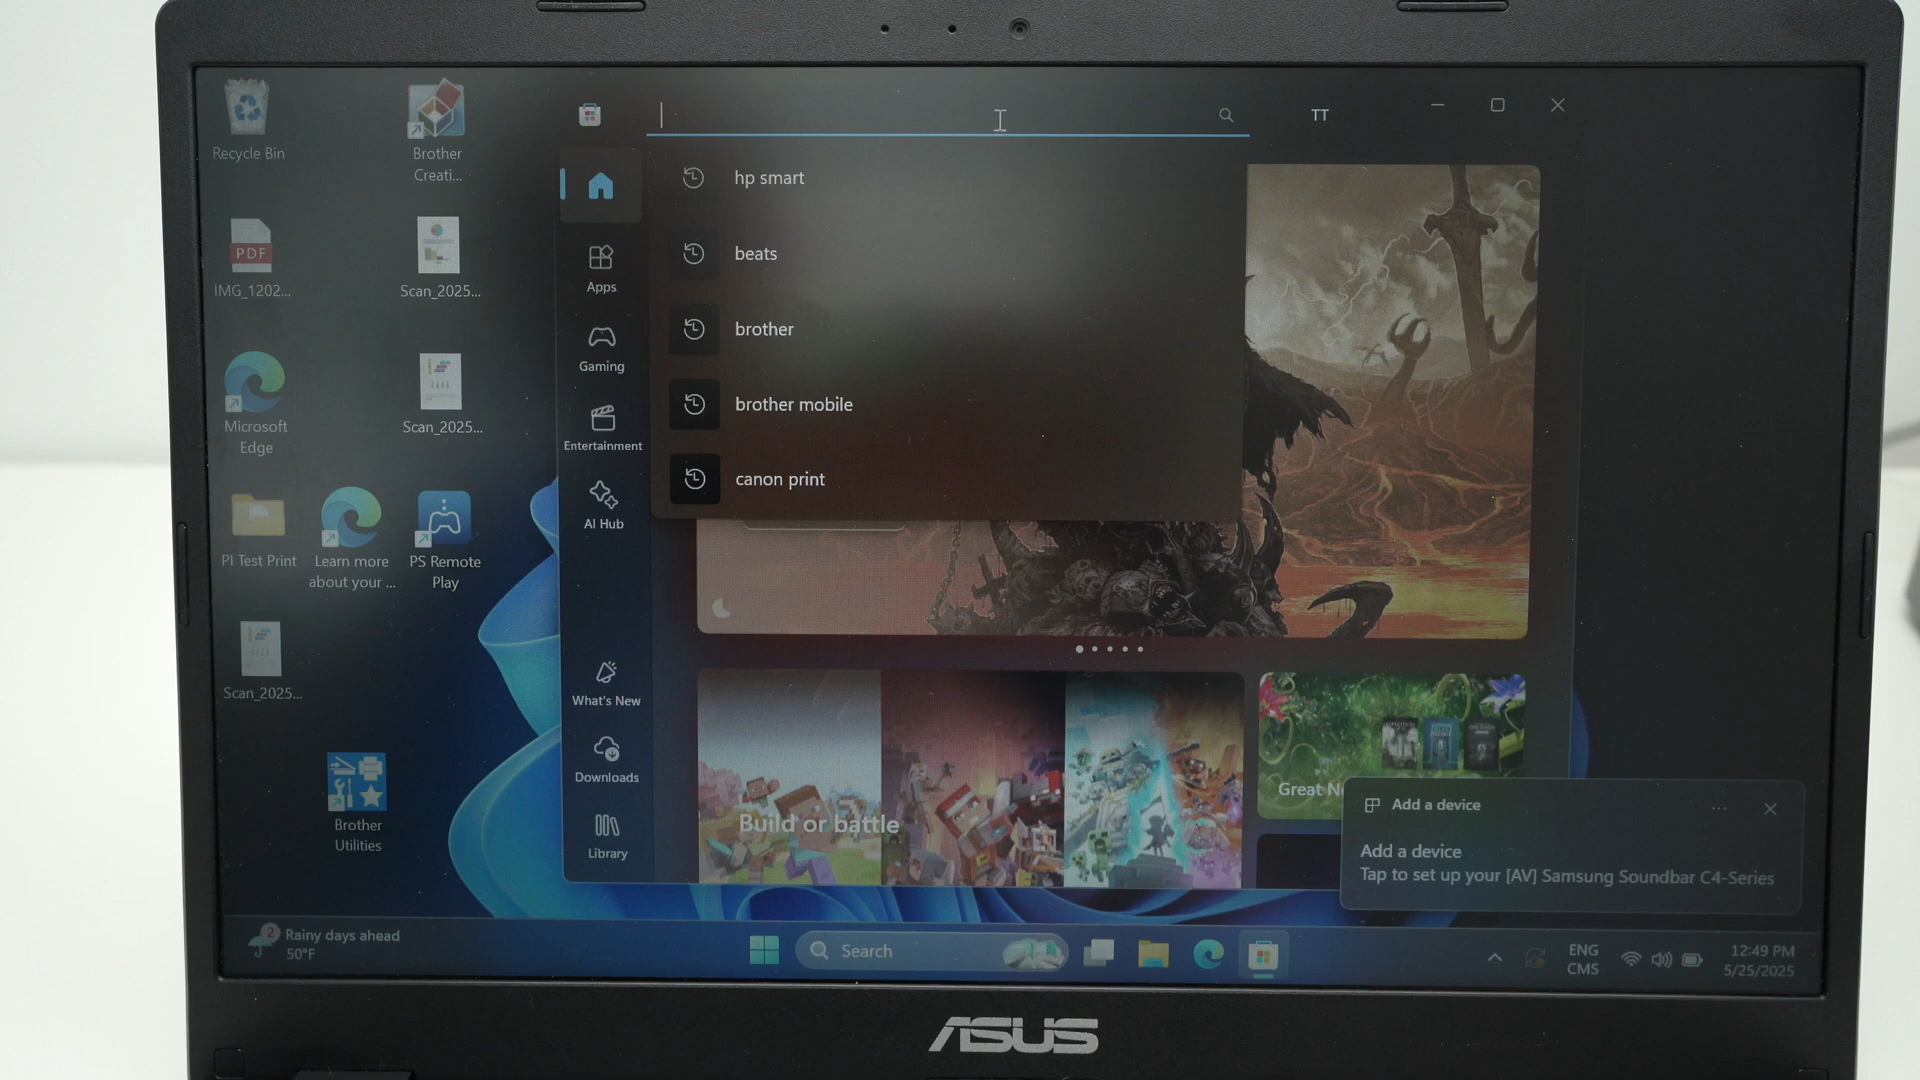 Recycle Bin
Brother
Creati...
PDF
IMG_1202...
Scan_2025...
Microsoft
Edge
Scan_2025...
PI Test Print
Learn more
about your ...
PS Remote
Play
Scan_2025...
Brother
Utilities
TT
hp smart
beats
brother
brother mobile
canon print
Apps
Gaming
Entertainment
AI Hub
What's New
Downloads
Library
Build or battle
Great N
Add a device
Add a device
Tap to set up your [AV] Samsung Soundbar C4-Series
2
Rainy days ahead
50°F
Search
ENG
CMS
12:49 PM
5/25/2025
ASUS